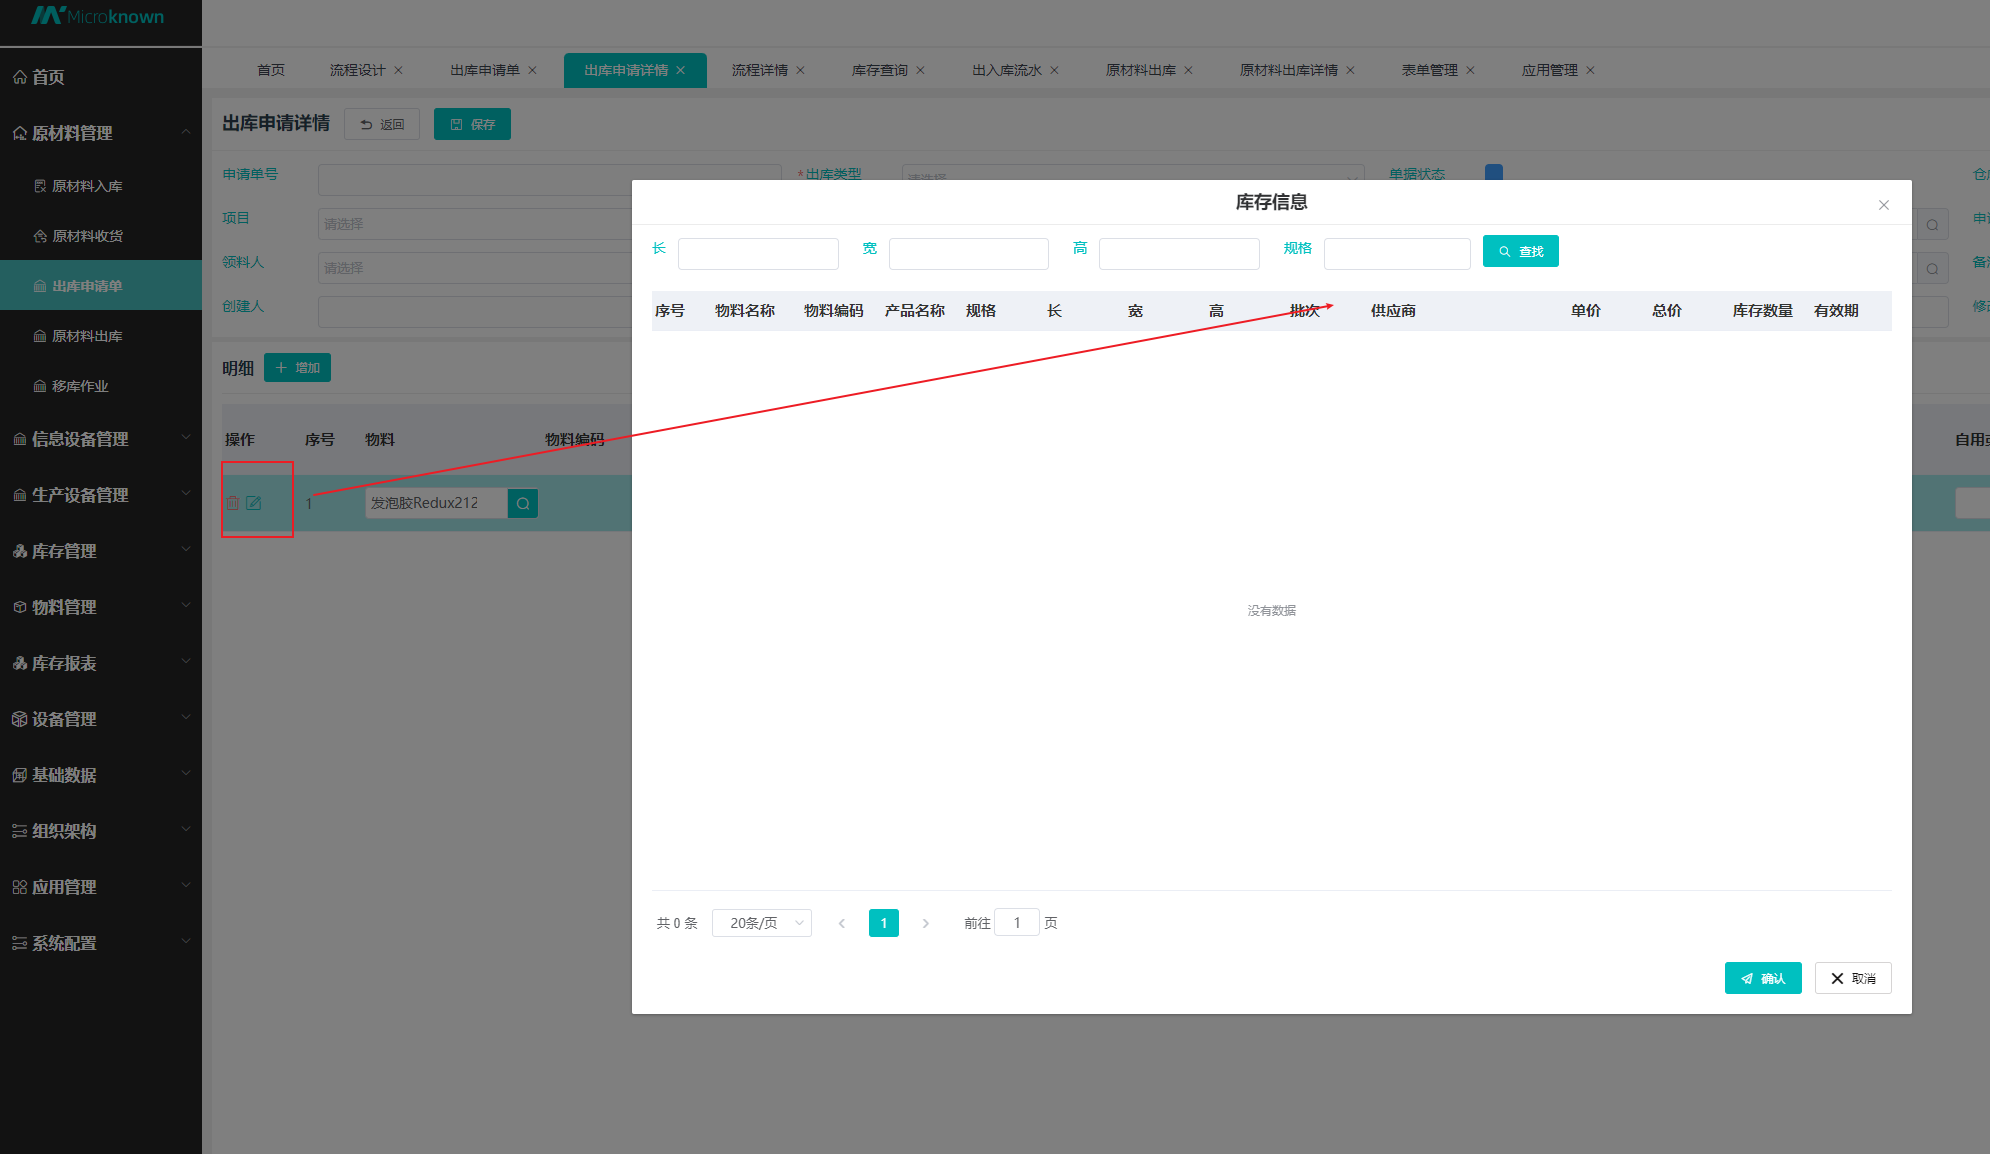 Microknown
首页
原材料管理
原材料入库
原材料收货
出库申请单
原材料出库
移库作业
信息设备管理
生产设备管理
库存管理
物料管理
库存报表
设备管理
基础数据
组织架构
应用管理
系统配置
首页 流程设计 出库申请单 出库申请详情 流程详情 库存查询 出入库流水 原材料出库 原材料出库详情 表单管理 应用管理
出库申请详情 返回 保存
申请单号 *出库类型 请选择 单据状态
项目 请选择
领料人 请选择
创建人
明细 增加
操作 序号 物料 物料编码
1 发泡胶Redux212
库存信息
长 宽 高 规格 查找
序号 物料名称 物料编码 产品名称 规格 长 宽 高 批次 供应商 单价 总价 库存数量 有效期
没有数据
共 0 条 20条/页 1 前往 1 页
确认 取消